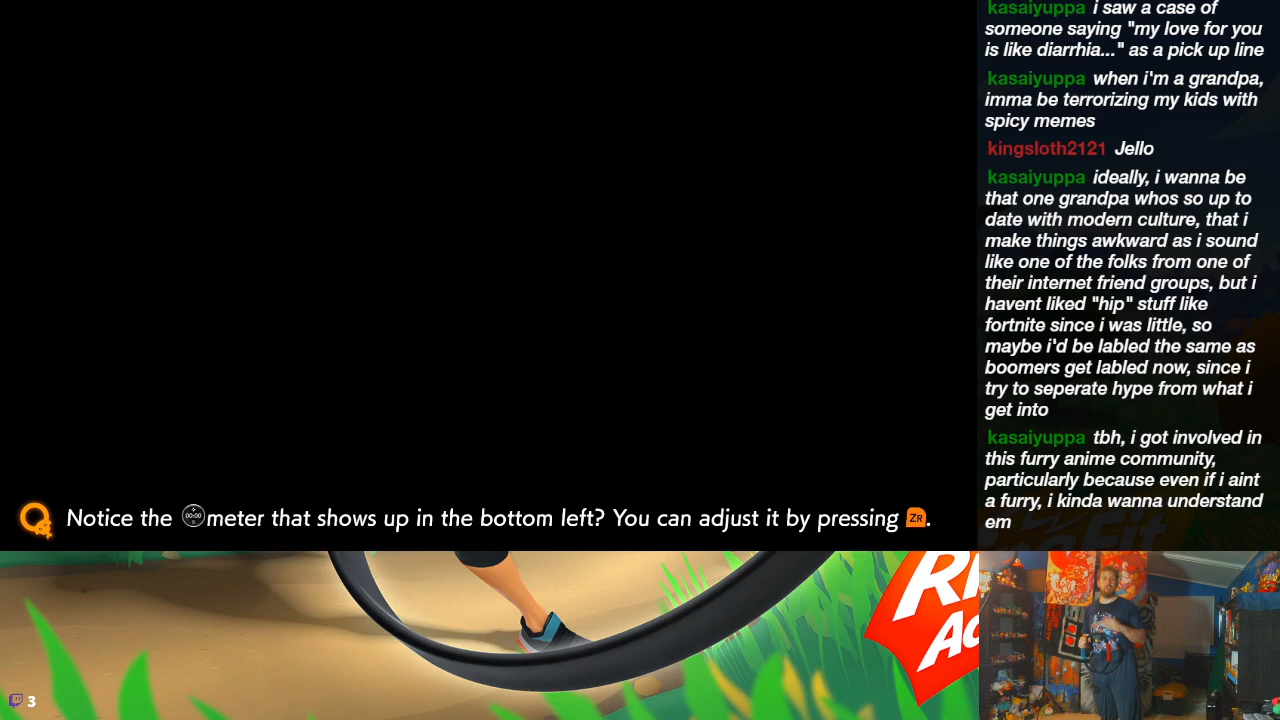 kasaiyuppa i saw a case of
someone saying "my love for you
is like diarrhia..." as a pick up line
kasaiyuppa when i'm a grandpa,
imma be terrorizing my kids with
spicy memes
kingsloth2121 Jello
kasaiyuppa ideally, i wanna be
that one grandpa whos so up to
date with modern culture, that i
make things awkward as i sound
like one of the folks from one of
their internet friend groups, but i
havent liked "hip" stuff like
fortnite since i was little, so
maybe i'd be labled the same as
boomers get labled now, since i
try to seperate hype from what i
get into
kasaiyuppa tbh, i got involved in
this furry anime community,
particularly because even if i aint
a furry, i kinda wanna understand
em
Notice the 00:00 meter that shows up in the bottom left? You can adjust it by pressing ZR.
3